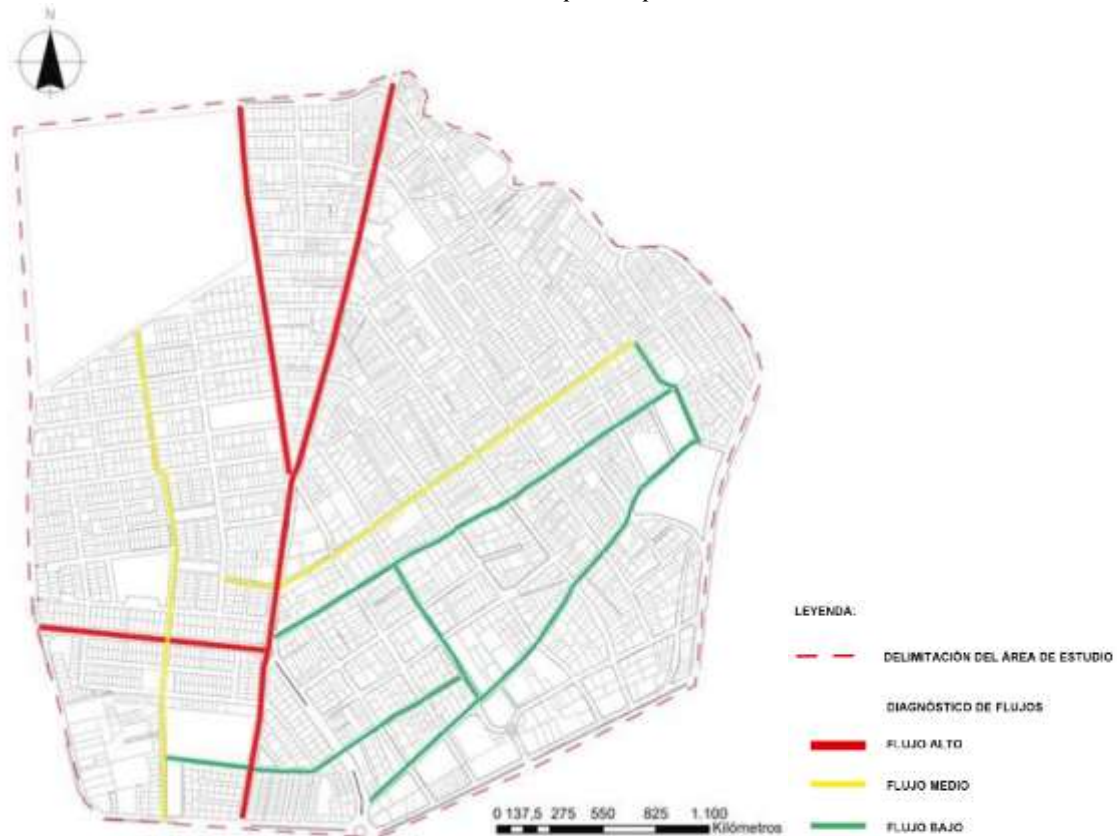 N
LEYENDA:
DELIMITACIÓN DEL ÁREA DE ESTUDIO
DIAGNÓSTICO DE FLUJOS
FLUJO ALTO
FLUJO MEDIO
FLUJO BAJO
0 137,5 275 550 825 1.100
Kilómetros